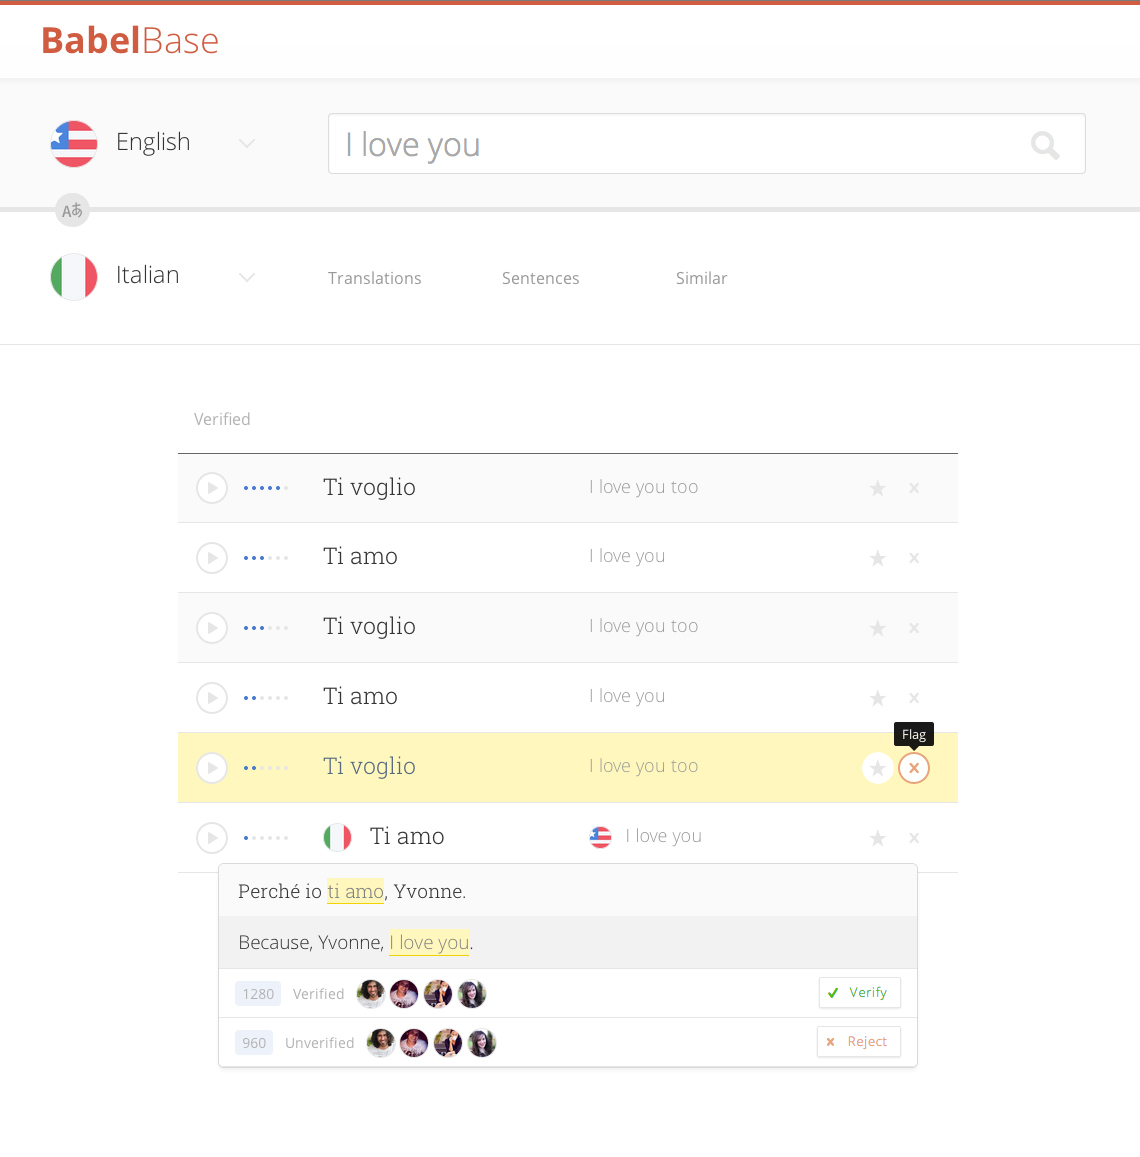 BabelBase
English
I love you
Aあ
Italian
Translations Sentences Similar
Verified
Ti voglio I love you too
Ti amo I love you
Ti voglio I love you too
Ti amo I love you
Flag
Ti voglio I love you too
Ti amo I love you
Perché io ti amo, Yvonne.
Because, Yvonne, I love you.
1280 Verified Verify
960 Unverified Reject